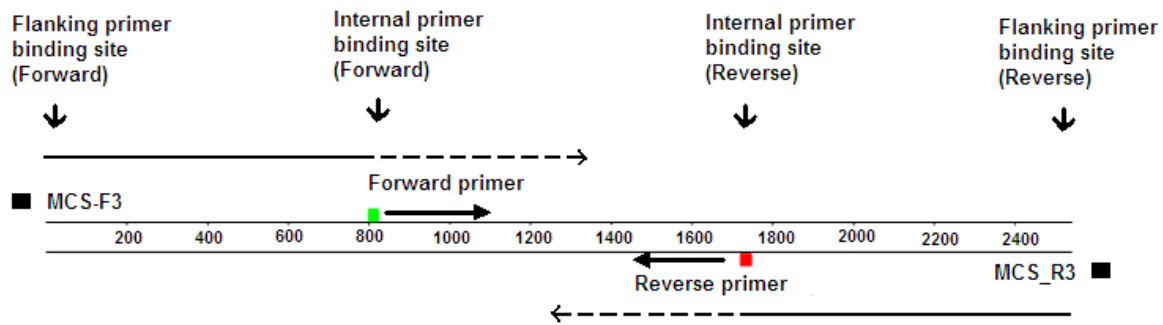 Flanking primer
binding site
(Forward)
Internal primer
binding site
(Forward)
Internal primer
binding site
(Reverse)
Flanking primer
binding site
(Reverse)
Forward primer
MCS-F3
200 400 600 800 1000 1200 1400 1600 1800 2000 2200 2400
MCS_R3
Reverse primer